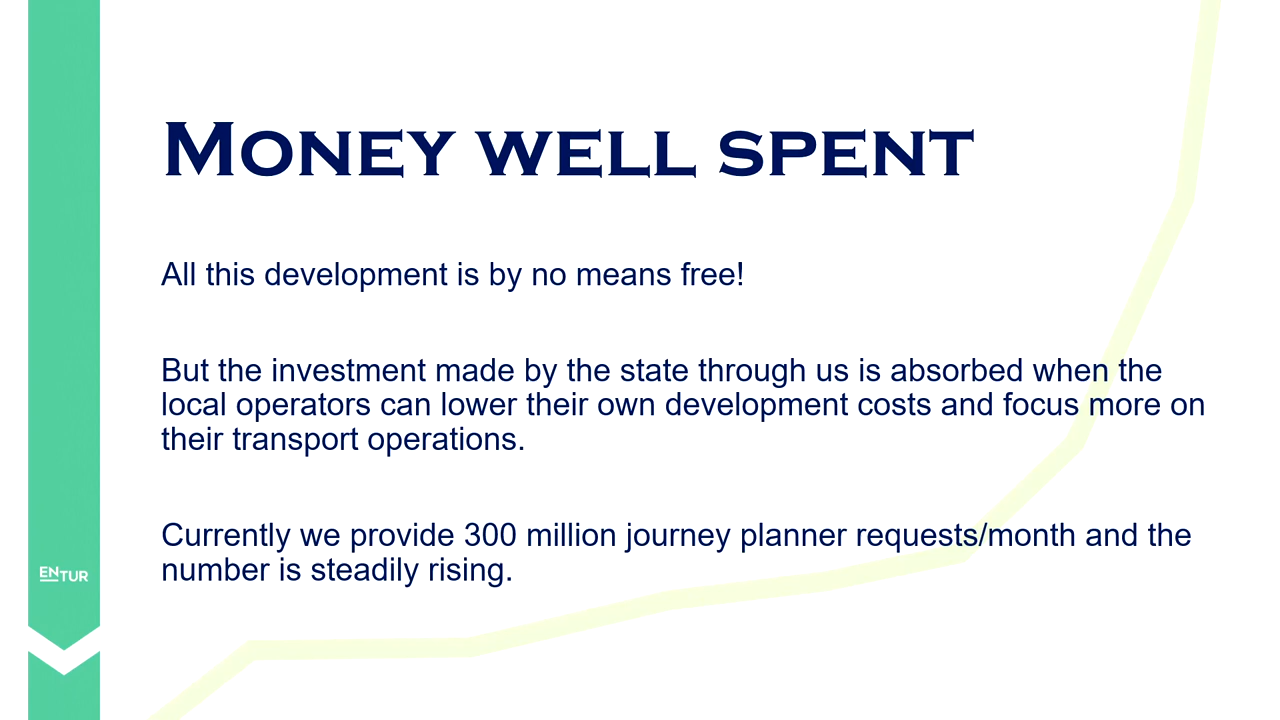 Money well spent
All this development is by no means free!
But the investment made by the state through us is absorbed when the
local operators can lower their own development costs and focus more on
their transport operations.
Currently we provide 300 million journey planner requests/month and the
number is steadily rising.
ENTUR